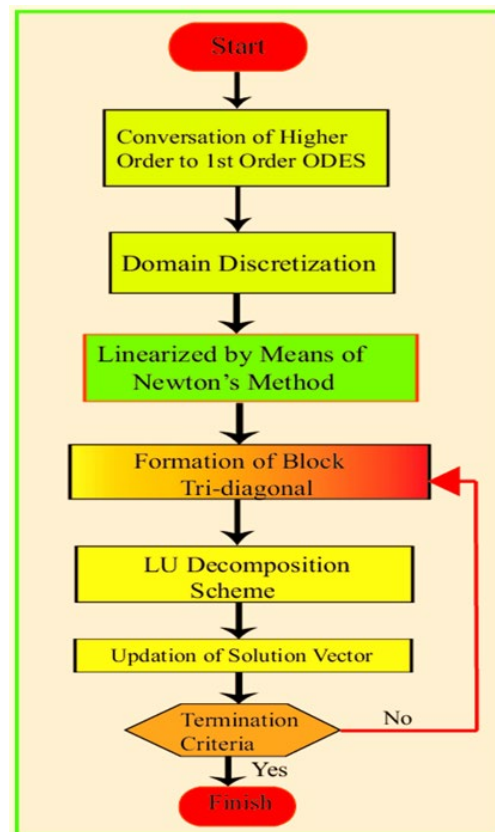 Start
Conversation of Higher
Order to 1st Order ODES
Domain Discretization
Linearized by Means of
Newton's Method
Formation of Block
Tri-diagonal
LU Decomposition
Scheme
Updation of Solution Vector
Termination
Criteria
No
Yes
Finish